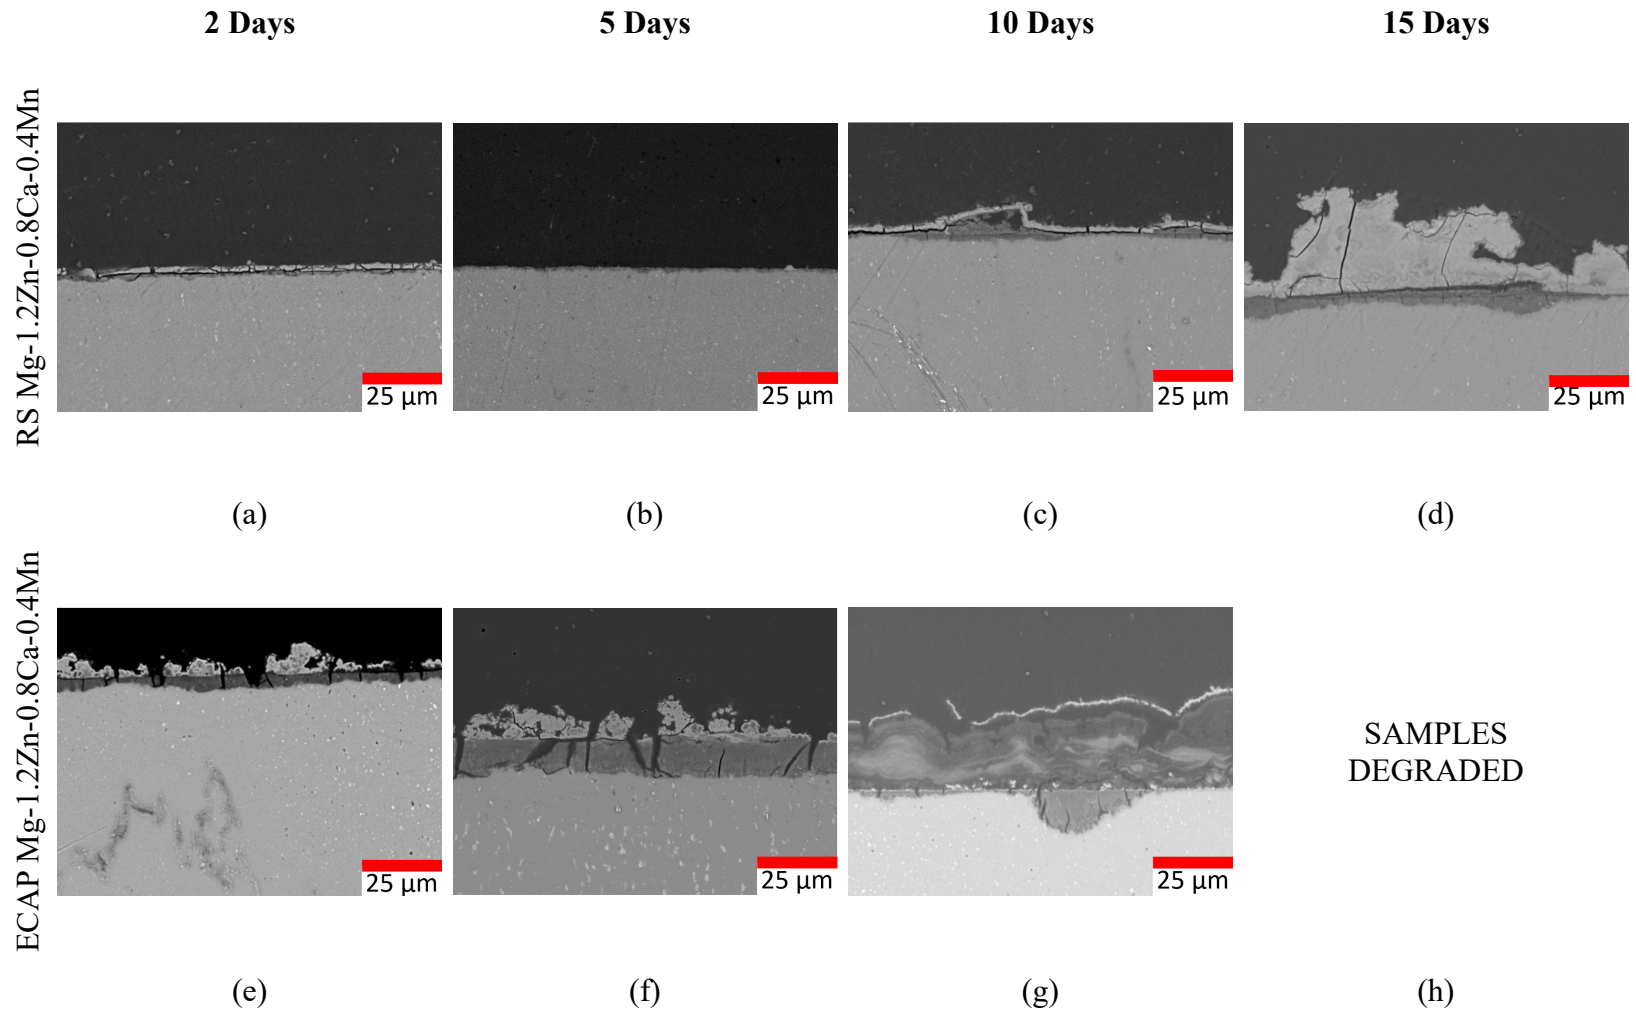 2 Days
5 Days
10 Days
15 Days
RS Mg-1.2Zn-0.8Ca-0.4Mn
25 µm
25 µm
25 µm
25 µm
(a)
(b)
(c)
(d)
ECAP Mg-1.2Zn-0.8Ca-0.4Mn
25 µm
25 µm
25 µm
SAMPLES
DEGRADED
(e)
(f)
(g)
(h)